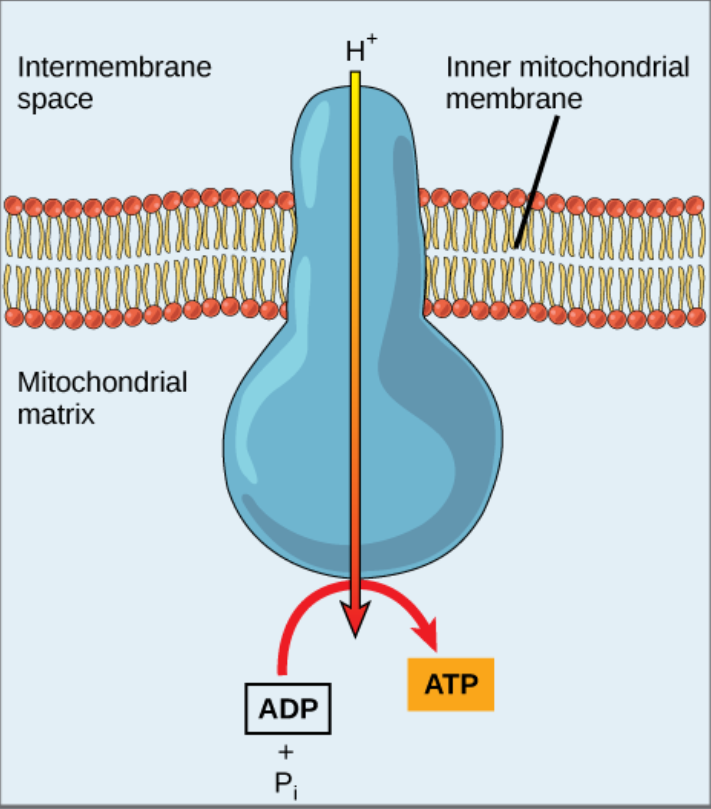 H+
Intermembrane
space
Inner mitochondrial
membrane
Mitochondrial
matrix
ADP
+
Pi
ATP